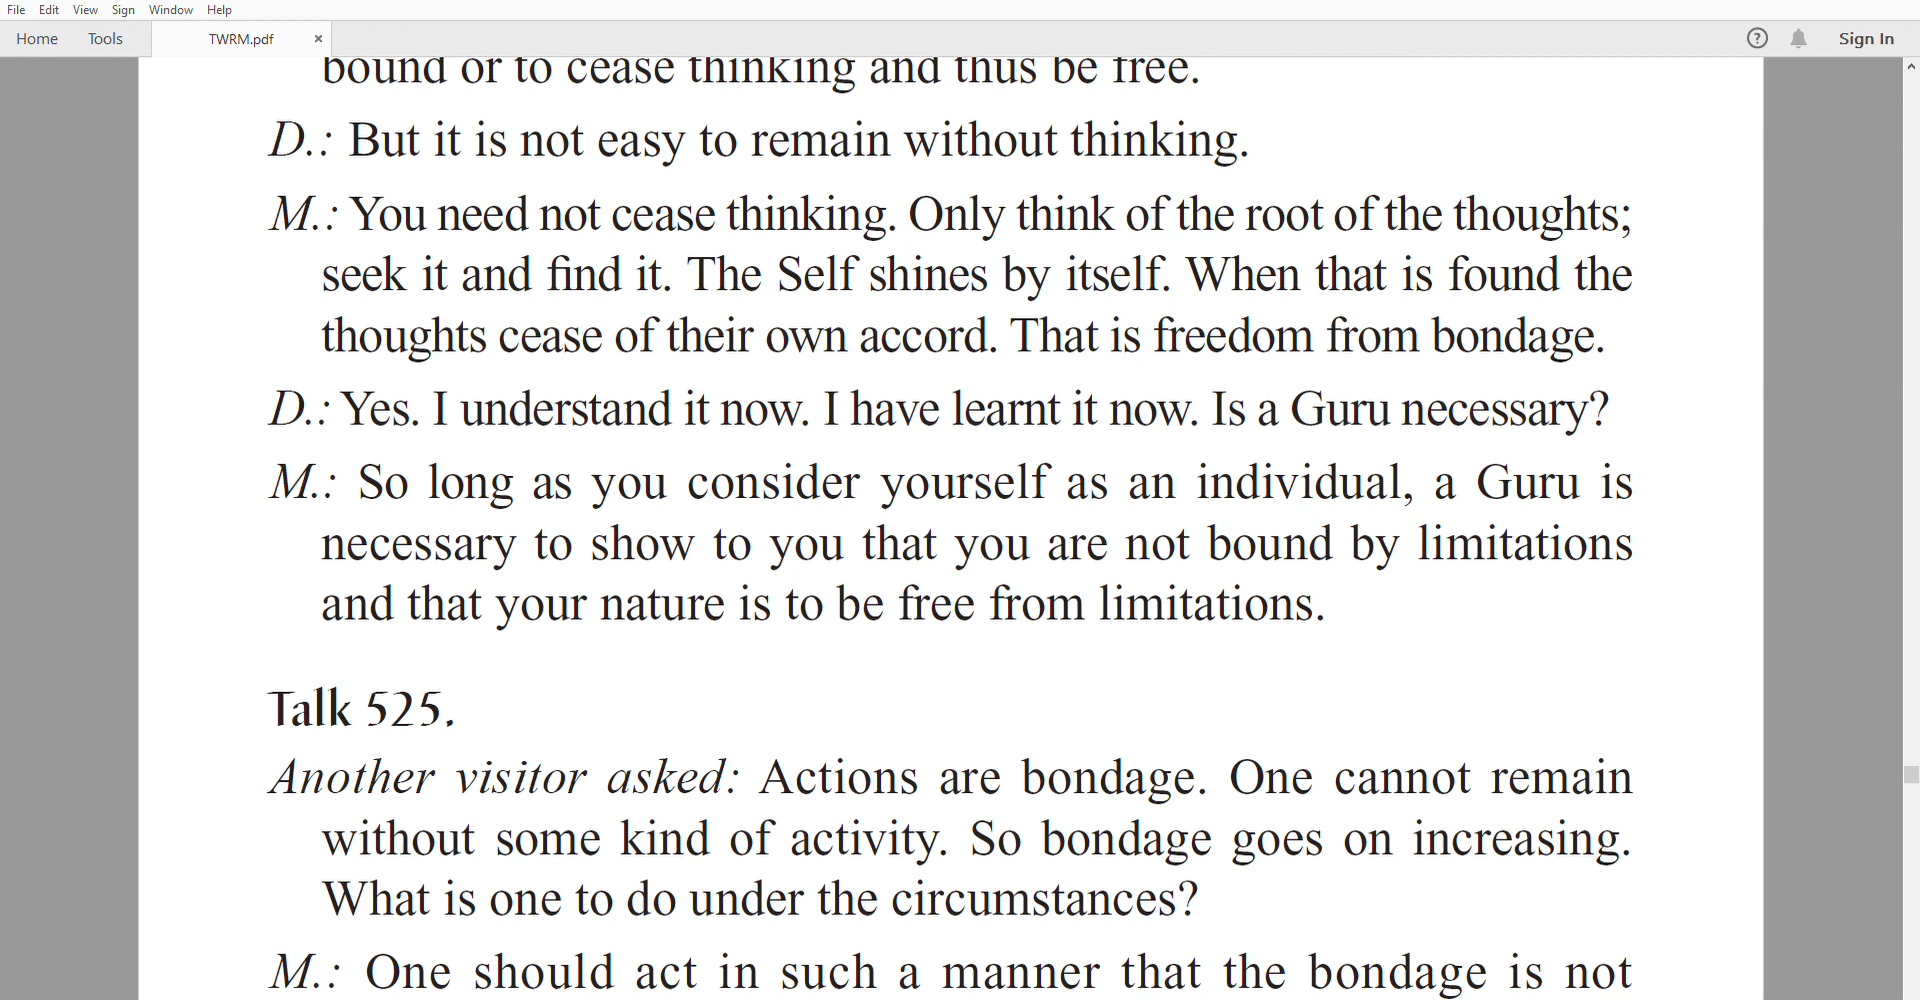 File Edit View Sign Window Help
Home Tools TWRM.pdf × ? Sign In
bound or to cease thinking and thus be free.
D.: But it is not easy to remain without thinking.
M.: You need not cease thinking. Only think of the root of the thoughts;
seek it and find it. The Self shines by itself. When that is found the
thoughts cease of their own accord. That is freedom from bondage.
D.: Yes. I understand it now. I have learnt it now. Is a Guru necessary?
M.: So long as you consider yourself as an individual, a Guru is
necessary to show to you that you are not bound by limitations
and that your nature is to be free from limitations.
Talk 525.
Another visitor asked: Actions are bondage. One cannot remain
without some kind of activity. So bondage goes on increasing.
What is one to do under the circumstances?
M.: One should act in such a manner that the bondage is not